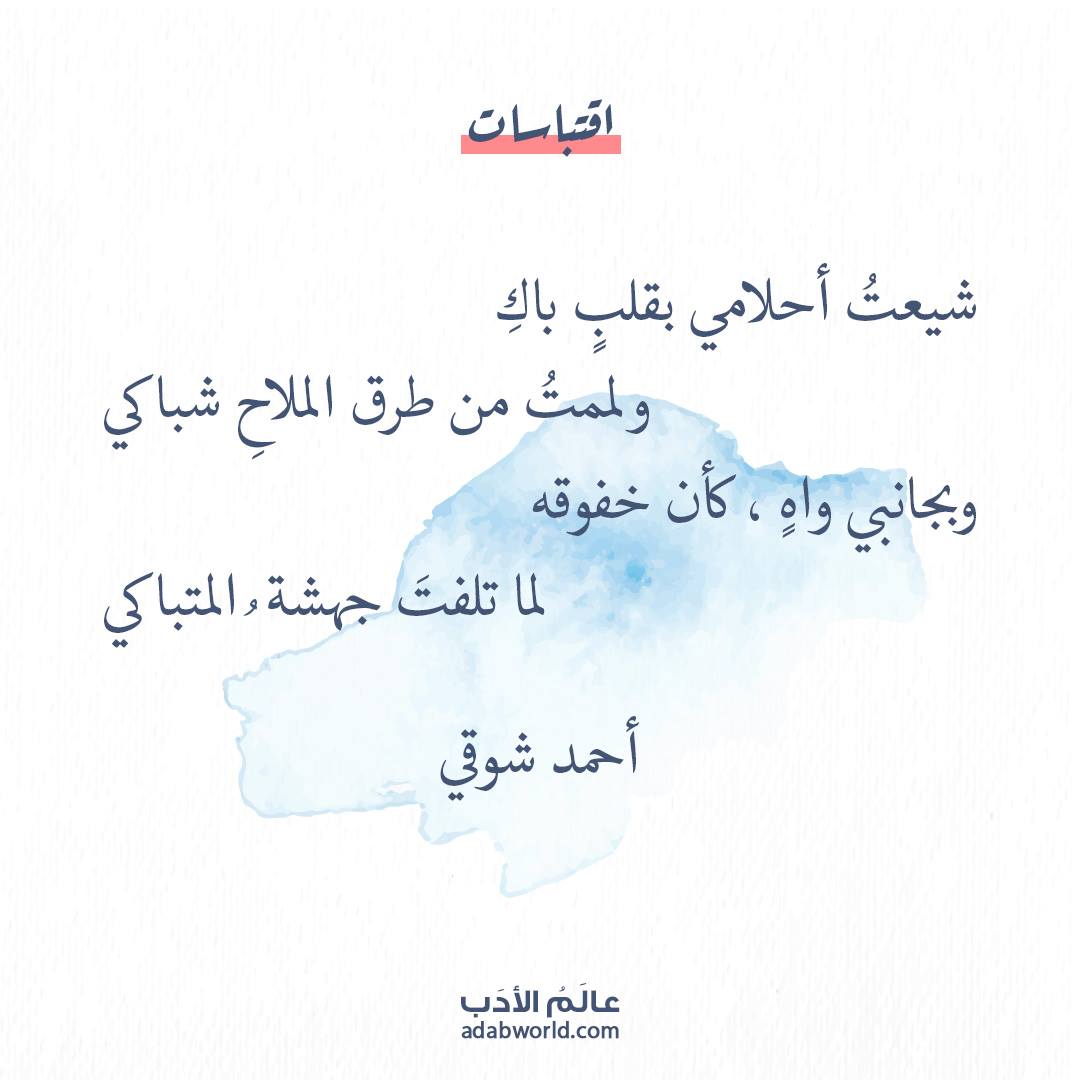 اقتباسات
شيعتُ أحلامي بقلبٍ باكِ
ولممتُ من طرق الملاحِ شباكي
وبجانبي واهٍ ، كأن خفوقه
لما تلفتَ جهشةُ المتباكي
أحمد شوقي
عالَمُ الأدَب
adabworld.com